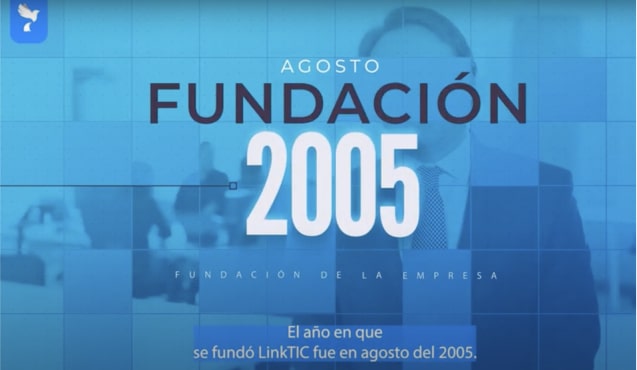 AGOSTO
FUNDACIÓN
2005
FUNDACIÓN DE LA EMPRESA
El año en que
se fundó LinkTIC fue en agosto del 2005.